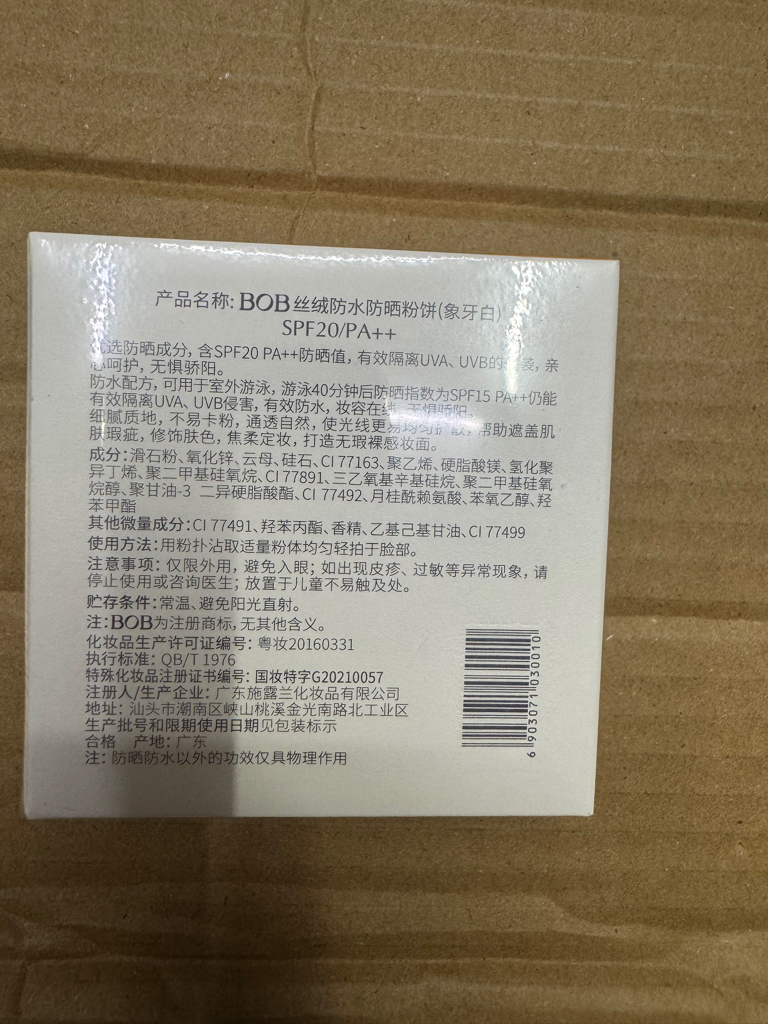 产品名称: BOB丝绒防水防晒粉饼(象牙白)
SPF20/PA++
优选防晒成分, 含SPF20 PA++防晒值, 有效隔离UVA、UVB的 袭, 亲
心呵护, 无惧骄阳。
防水配方, 可用于室外游泳, 游泳40分钟后防晒指数为SPF15 PA++仍能
有效隔离UVA、UVB侵害, 有效防水, 妆容在线, 无惧骄阳。
细腻质地, 不易卡粉, 通透自然, 使光线更易均匀扩散, 帮助遮盖肌
肤瑕疵, 修饰肤色, 焦柔定妆, 打造无瑕裸感妆面。
成分: 滑石粉、氧化锌、云母、硅石、CI 77163、聚乙烯、硬脂酸镁、氢化聚
异丁烯、聚二甲基硅氧烷、CI 77891、三乙氧基辛基硅烷、聚二甲基硅氧
烷醇、聚甘油-3 二异硬脂酸酯、CI 77492、月桂酰赖氨酸、苯氧乙醇、羟
苯甲酯
其他微量成分: CI 77491、羟苯丙酯、香精、乙基己基甘油、CI 77499
使用方法: 用粉扑沾取适量粉体均匀轻拍于脸部。
注意事项: 仅限外用, 避免入眼; 如出现皮疹、过敏等异常现象, 请
停止使用或咨询医生; 放置于儿童不易触及处。
贮存条件: 常温、避免阳光直射。
注: BOB为注册商标, 无其他含义。
化妆品生产许可证编号: 粤妆20160331
执行标准: QB/T 1976
特殊化妆品注册证书编号: 国妆特字G20210057
注册人/生产企业: 广东施露兰化妆品有限公司
地址: 汕头市潮南区峡山桃溪金光南路北工业区
生产批号和限期使用日期见包装标示
合格 产地: 广东
注: 防晒防水以外的功效仅具物理作用
6 903071 030010